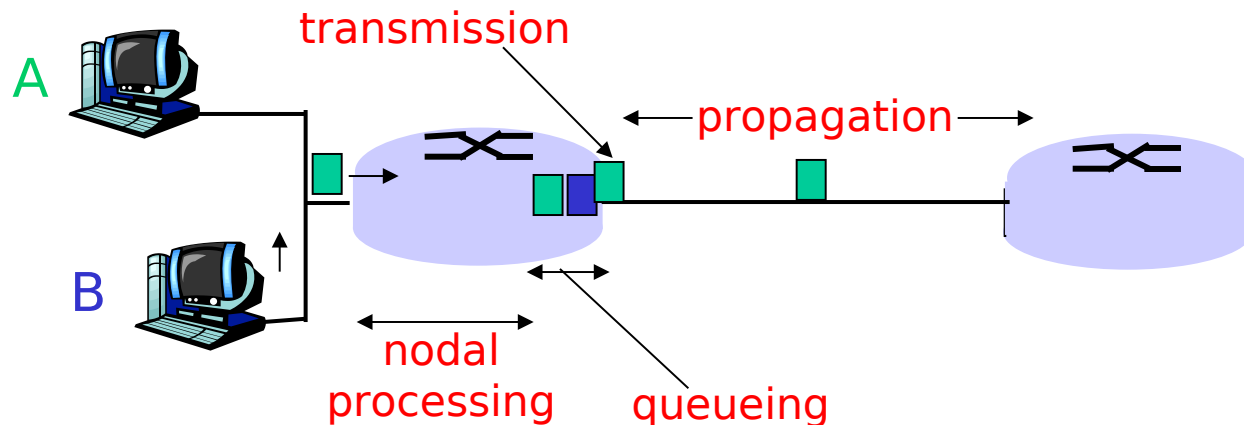 transmission
A
propagation
B
nodal
processing
queueing